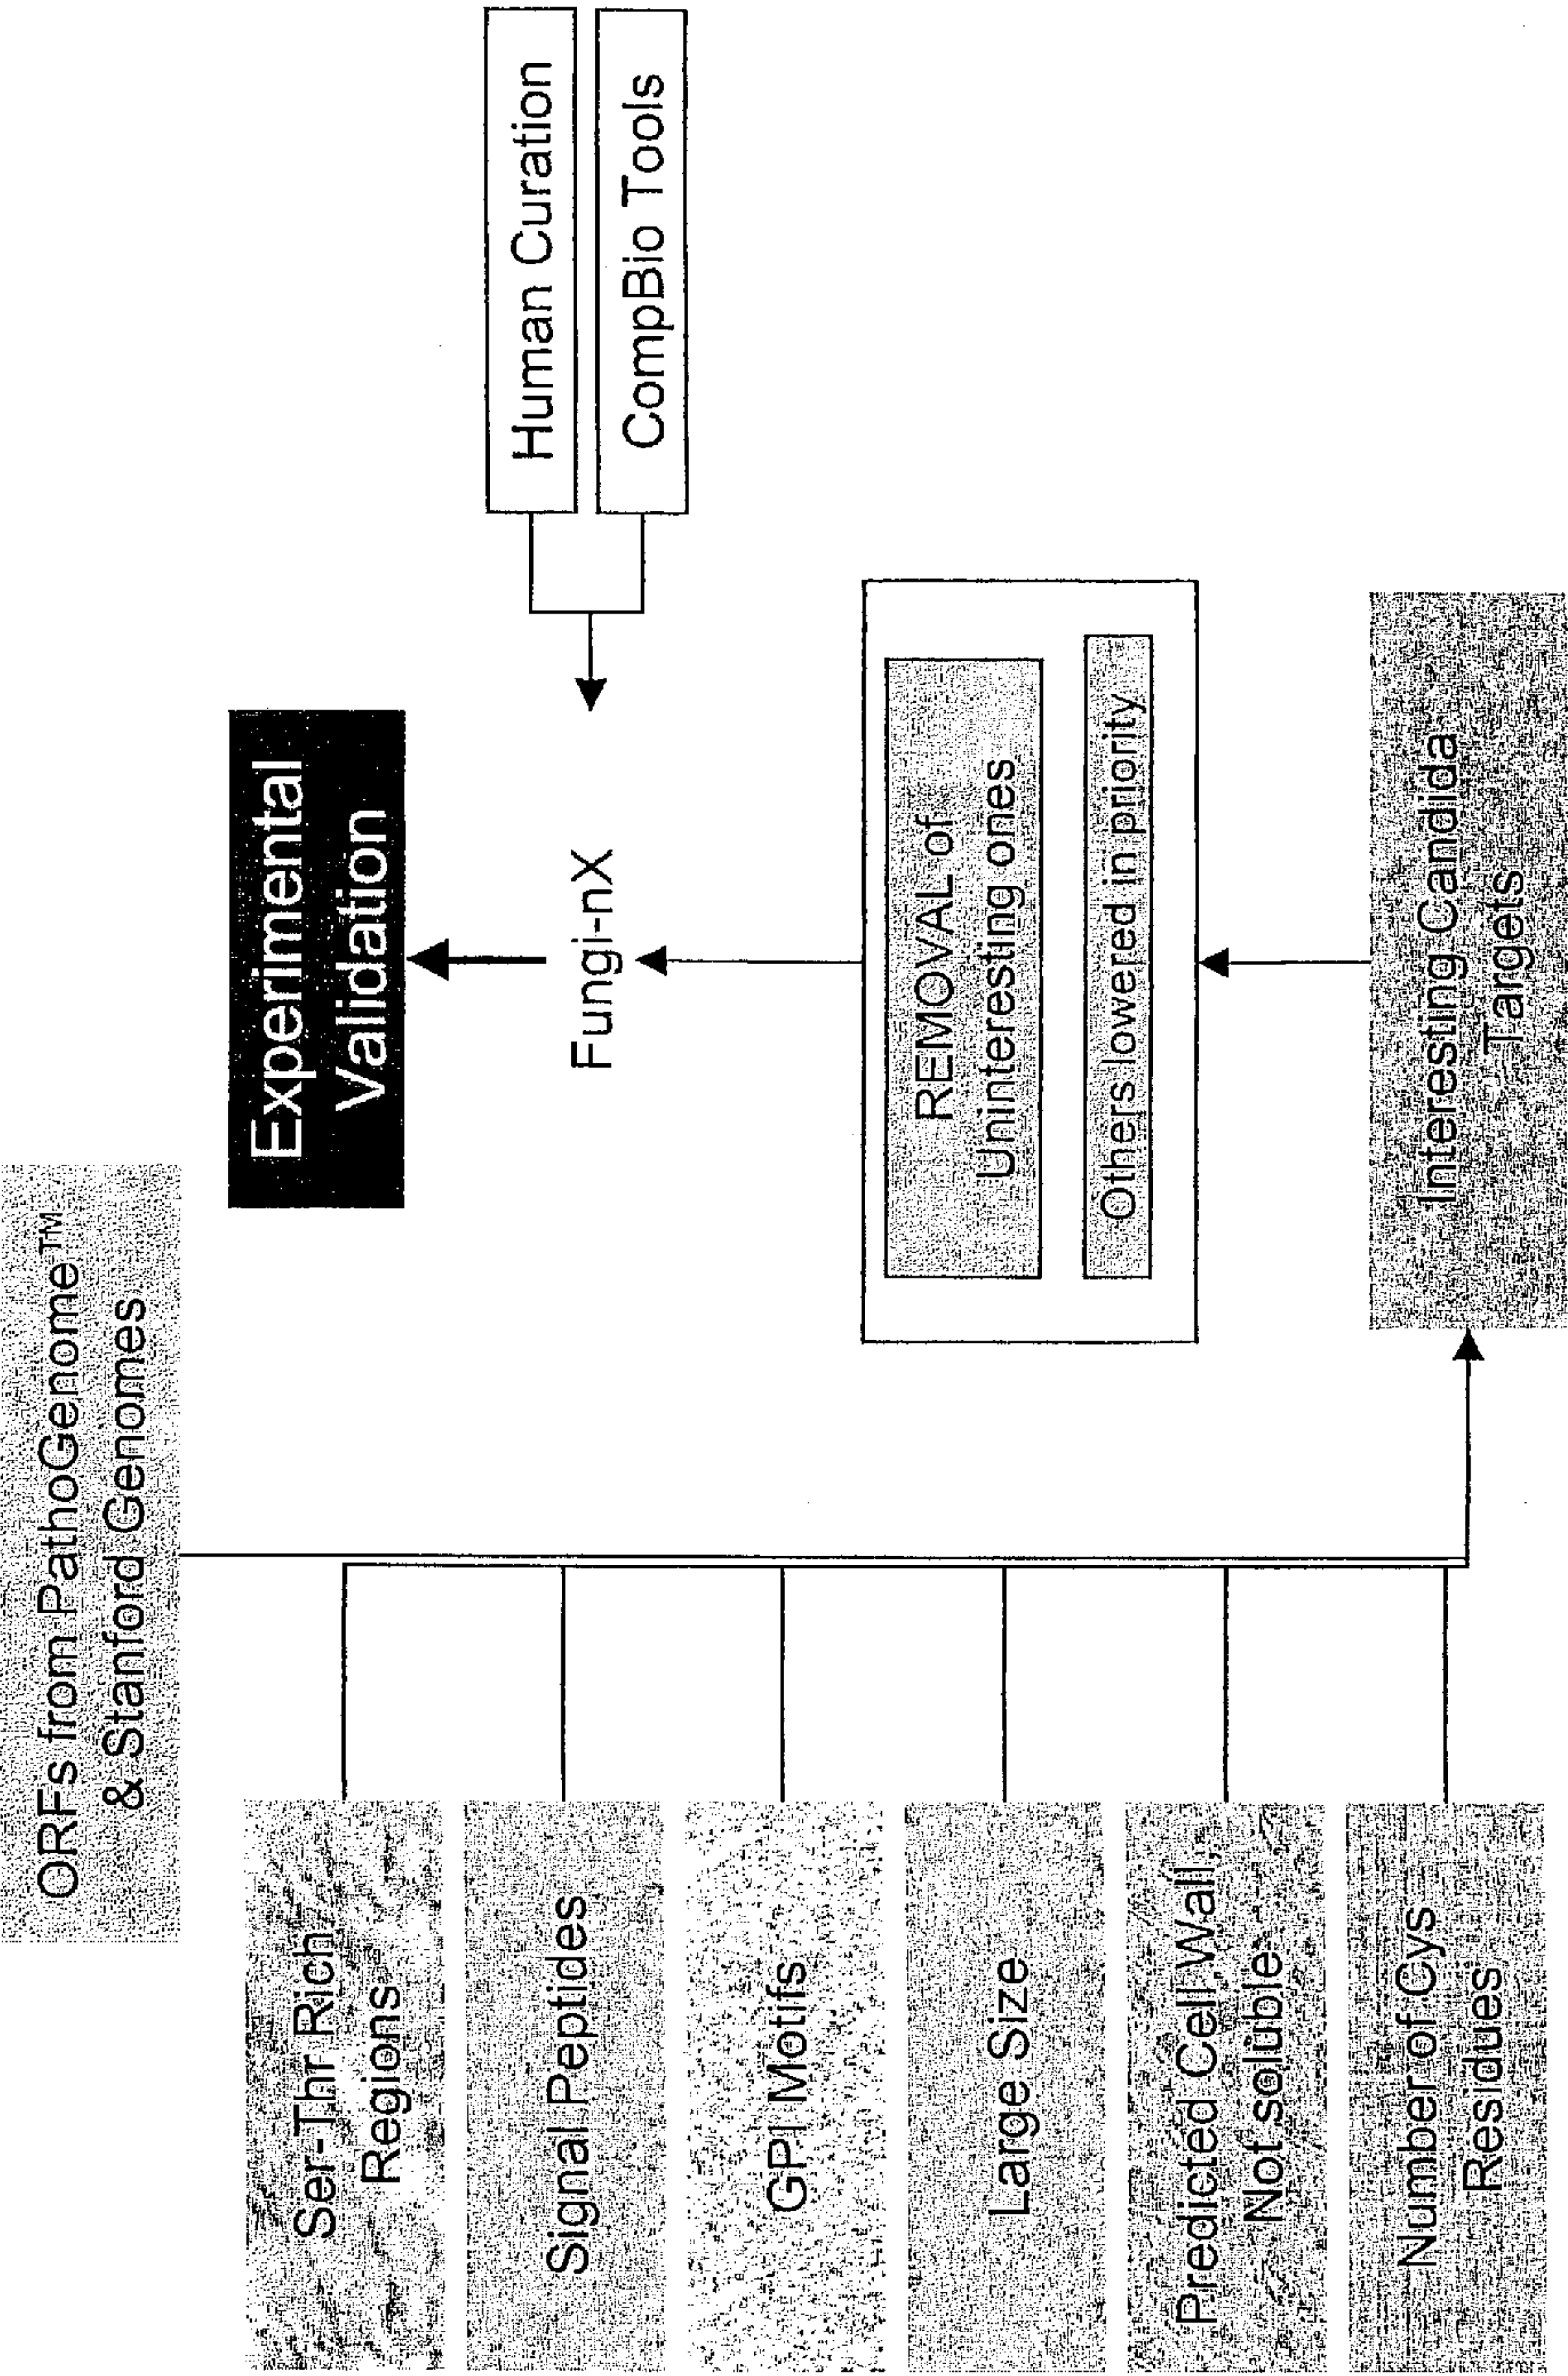 ORFs from PathoGenome™
& Stanford Genomes
Ser-Thr Rich
Regions
Signal Peptides
GPI Motifs
Large Size
Predicted Cell Wall,
Not soluble
Number of Cys
Residues
Experimental
Validation
Fungi-nX
REMOVAL of
Uninteresting ones
Others lowered in priority
Interesting Candida
Targets
Human Curation
CompBio Tools